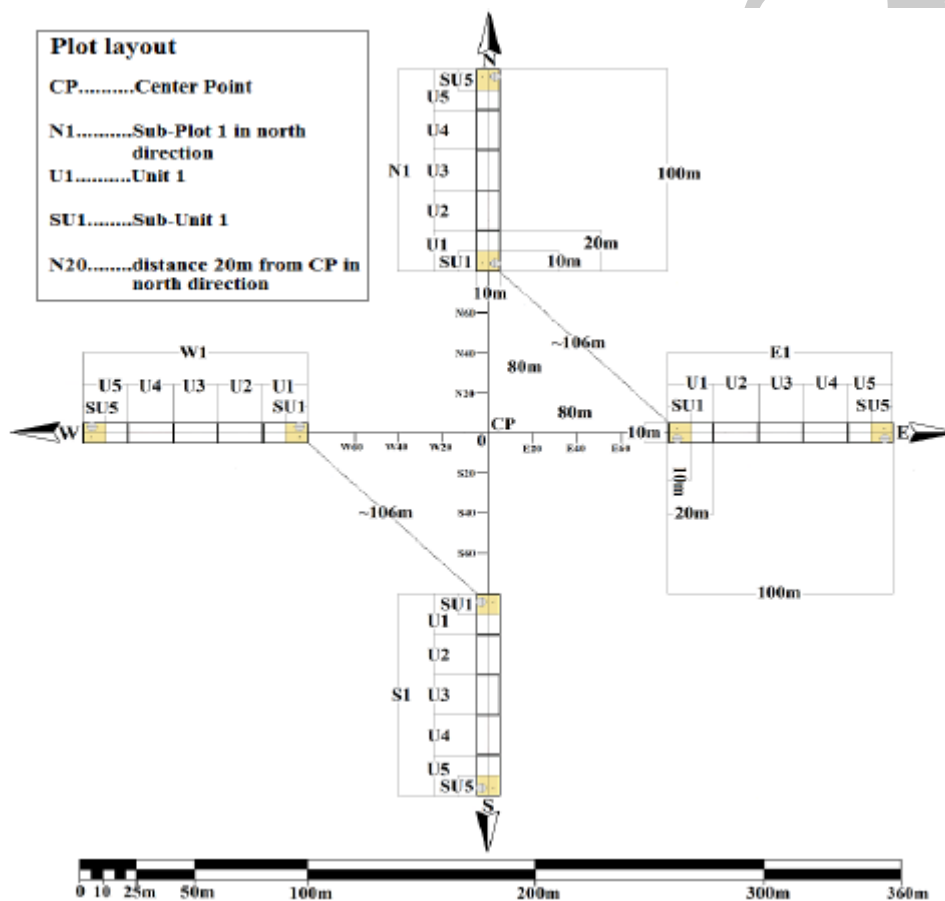 Plot layout
CP..........Center Point
N1..........Sub-Plot 1 in north
direction
U1..........Unit 1
SU1........Sub-Unit 1
N20........distance 20m from CP in
north direction
N
SU5
U5
U4
N1
U3
U2
U1
SU1
100m
20m
10m
10m
N60
N40
N20
~106m
80m
80m
CP
0
W1
U5
U4
U3
U2
U1
SU5
SU1
W
W60
W40
W20
E20
E40
E60
10m
E1
U1
U2
U3
U4
U5
SU1
SU5
E
10m
20m
100m
S20
S40
S60
~106m
SU1
U1
U2
S1
U3
U4
U5
SU5
S
0 10 25m 50m 100m 200m 300m 360m